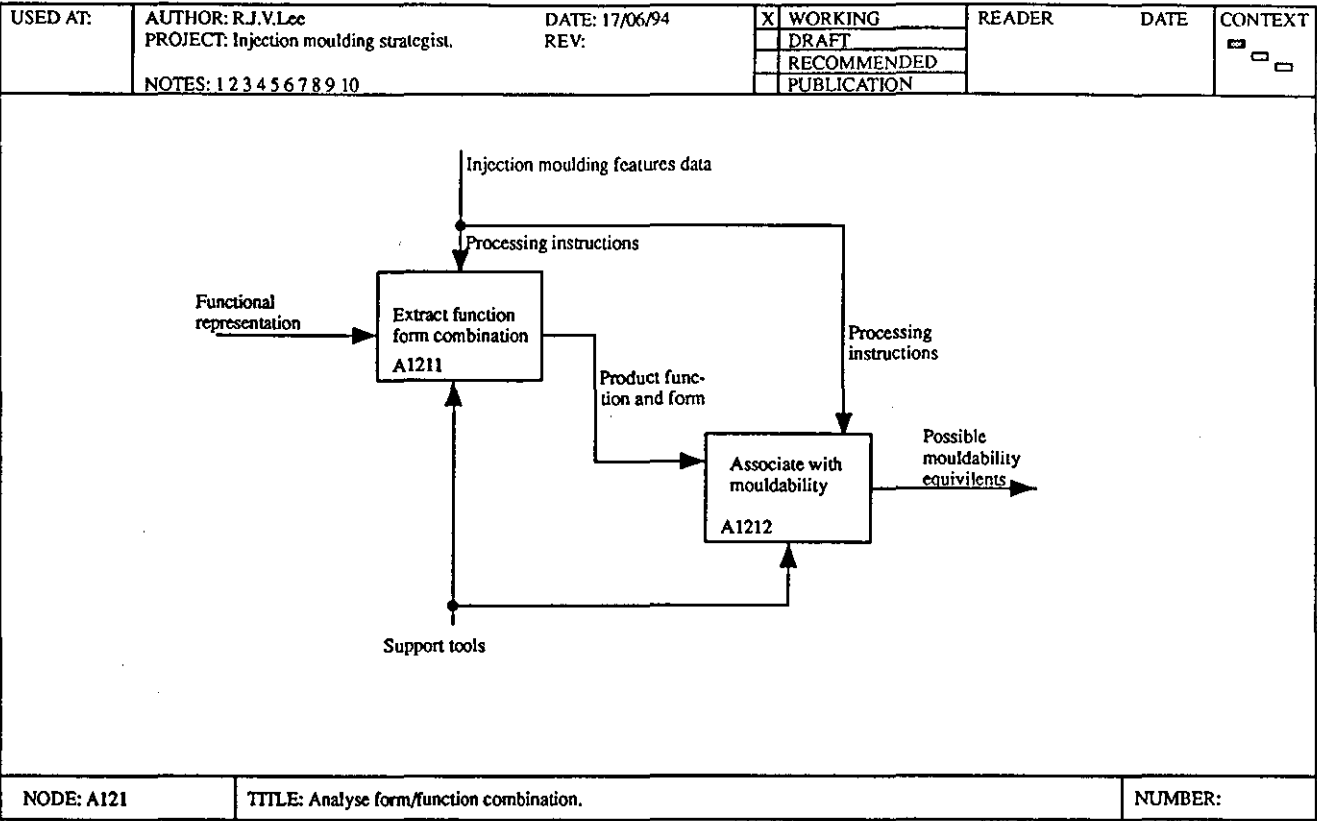 USED AT:
AUTHOR: R.J.V.Lee
DATE: 17/06/94
PROJECT: Injection moulding strategist.
REV:
NOTES: 1 2 3 4 5 6 7 8 9 10
X WORKING
DRAFT
RECOMMENDED
PUBLICATION
READER DATE
CONTEXT
Injection moulding features data
Processing instructions
Functional
representation
Extract function
form combination
A1211
Processing
instructions
Product func-
tion and form
Possible
mouldability
equivilents
Associate with
mouldability
A1212
Support tools
NODE: A121
TITLE: Analyse form/function combination.
NUMBER: